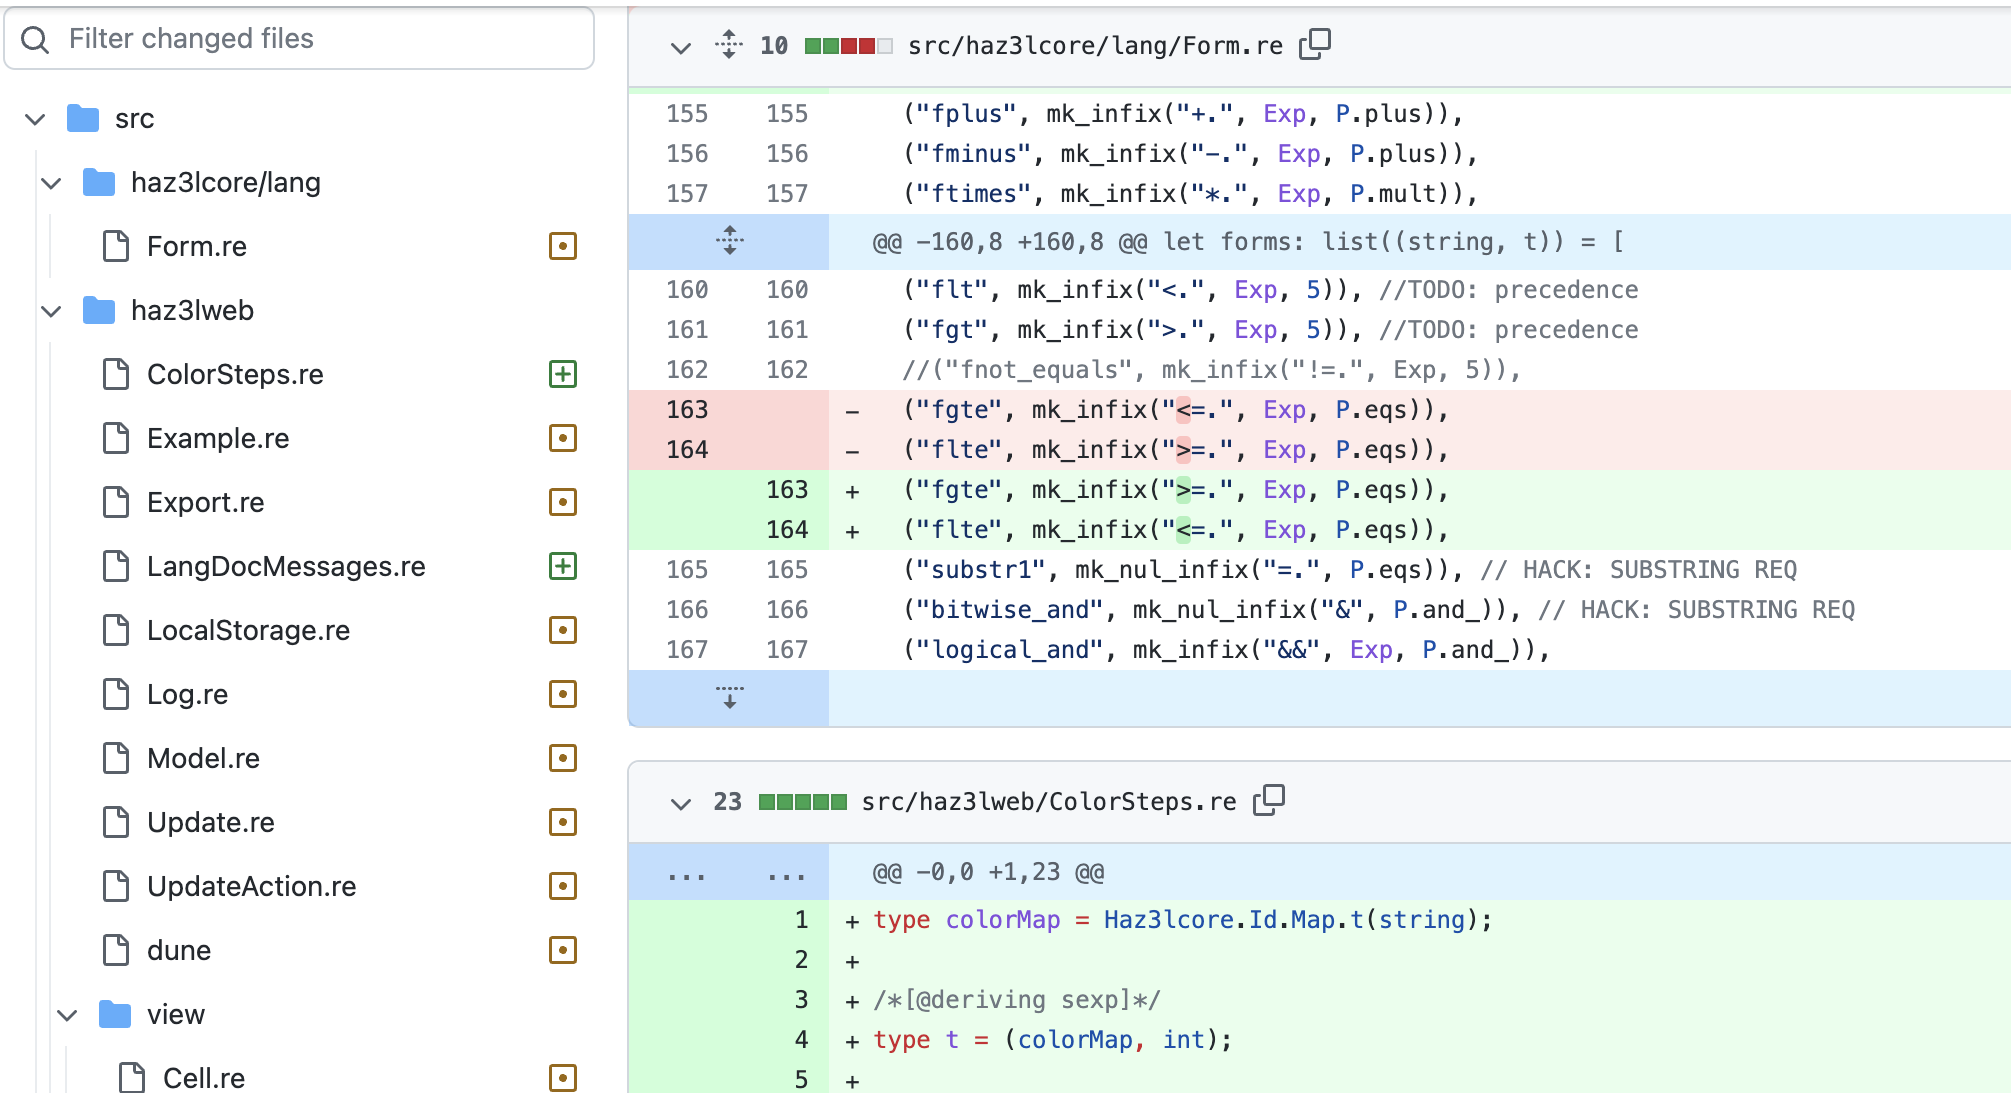 Filter changed files
src
haz3lcore/lang
Form.re
haz3lweb
ColorSteps.re
Example.re
Export.re
LangDocMessages.re
LocalStorage.re
Log.re
Model.re
Update.re
UpdateAction.re
dune
view
Cell.re
10 src/haz3lcore/lang/Form.re
155 155 ("fplus", mk_infix("+.", Exp, P.plus)),
156 156 ("fminus", mk_infix("-.", Exp, P.plus)),
157 157 ("ftimes", mk_infix("*.", Exp, P.mult)),
@@ -160,8 +160,8 @@ let forms: list((string, t)) = [
160 160 ("flt", mk_infix("<.", Exp, 5)), //TODO: precedence
161 161 ("fgt", mk_infix(">.", Exp, 5)), //TODO: precedence
162 162 //("fnot_equals", mk_infix("!=.", Exp, 5)),
163 - ("fgte", mk_infix("<=.", Exp, P.eqs)),
164 - ("flte", mk_infix(">=.", Exp, P.eqs)),
163 + ("fgte", mk_infix(">=.", Exp, P.eqs)),
164 + ("flte", mk_infix("<=.", Exp, P.eqs)),
165 165 ("substr1", mk_nul_infix("=.", P.eqs)), // HACK: SUBSTRING REQ
166 166 ("bitwise_and", mk_nul_infix("&", P.and_)), // HACK: SUBSTRING REQ
167 167 ("logical_and", mk_infix("&&", Exp, P.and_)),
23 src/haz3lweb/ColorSteps.re
... ... @@ -0,0 +1,23 @@
1 + type colorMap = Haz3lcore.Id.Map.t(string);
2 +
3 + /*[@deriving sexp]*/
4 + type t = (colorMap, int);
5 +